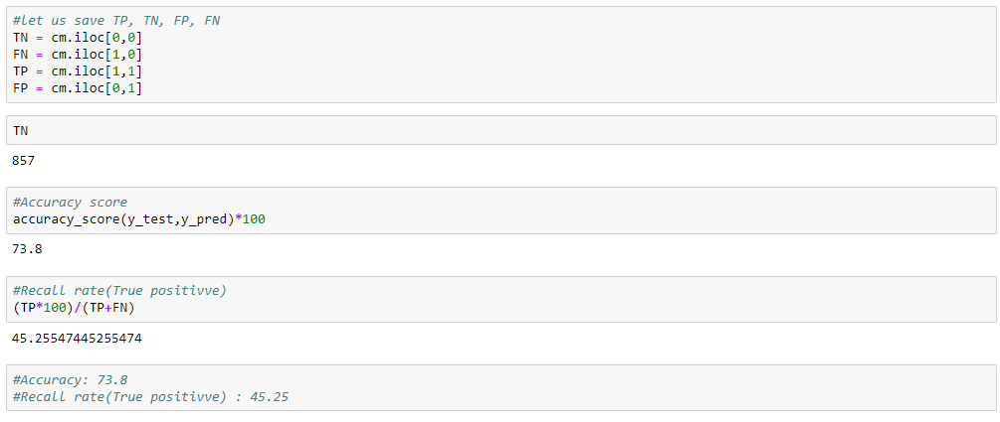 #let us save TP, TN, FP, FN
TN = cm.iloc[0,0]
FN = cm.iloc[1,0]
TP = cm.iloc[1,1]
FP = cm.iloc[0,1]
TN
857
#Accuracy score
accuracy_score(y_test,y_pred)*100
73.8
#Recall rate(True positivve)
(TP*100)/(TP+FN)
45.25547445255474
#Accuracy: 73.8
#Recall rate(True positivve) : 45.25